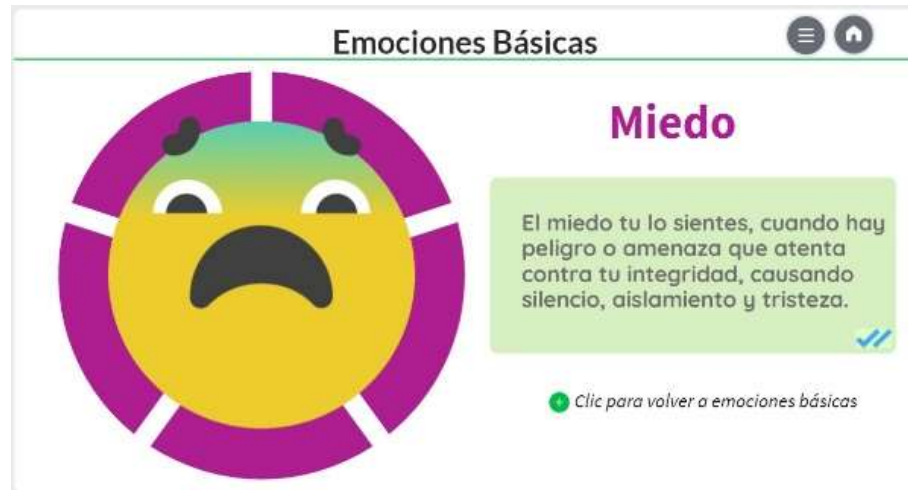 Emociones Básicas
Miedo
El miedo tu lo sientes, cuando hay
peligro o amenaza que atenta
contra tu integridad, causando
silencio, aislamiento y tristeza.
Clic para volver a emociones básicas